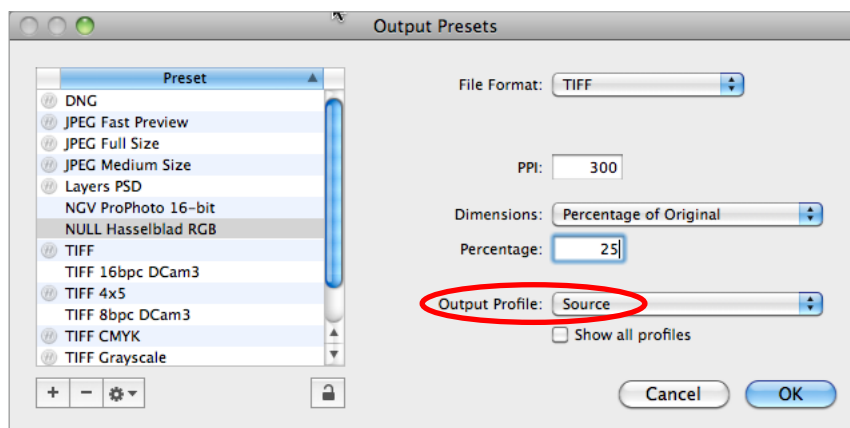 Output Presets
Preset
DNG
JPEG Fast Preview
JPEG Full Size
JPEG Medium Size
Layers PSD
NGV ProPhoto 16-bit
NULL Hasselblad RGB
TIFF
TIFF 16bpc DCam3
TIFF 4x5
TIFF 8bpc DCam3
TIFF CMYK
TIFF Grayscale
File Format: TIFF
PPI: 300
Dimensions: Percentage of Original
Percentage: 25
Output Profile: Source
Show all profiles
Cancel OK